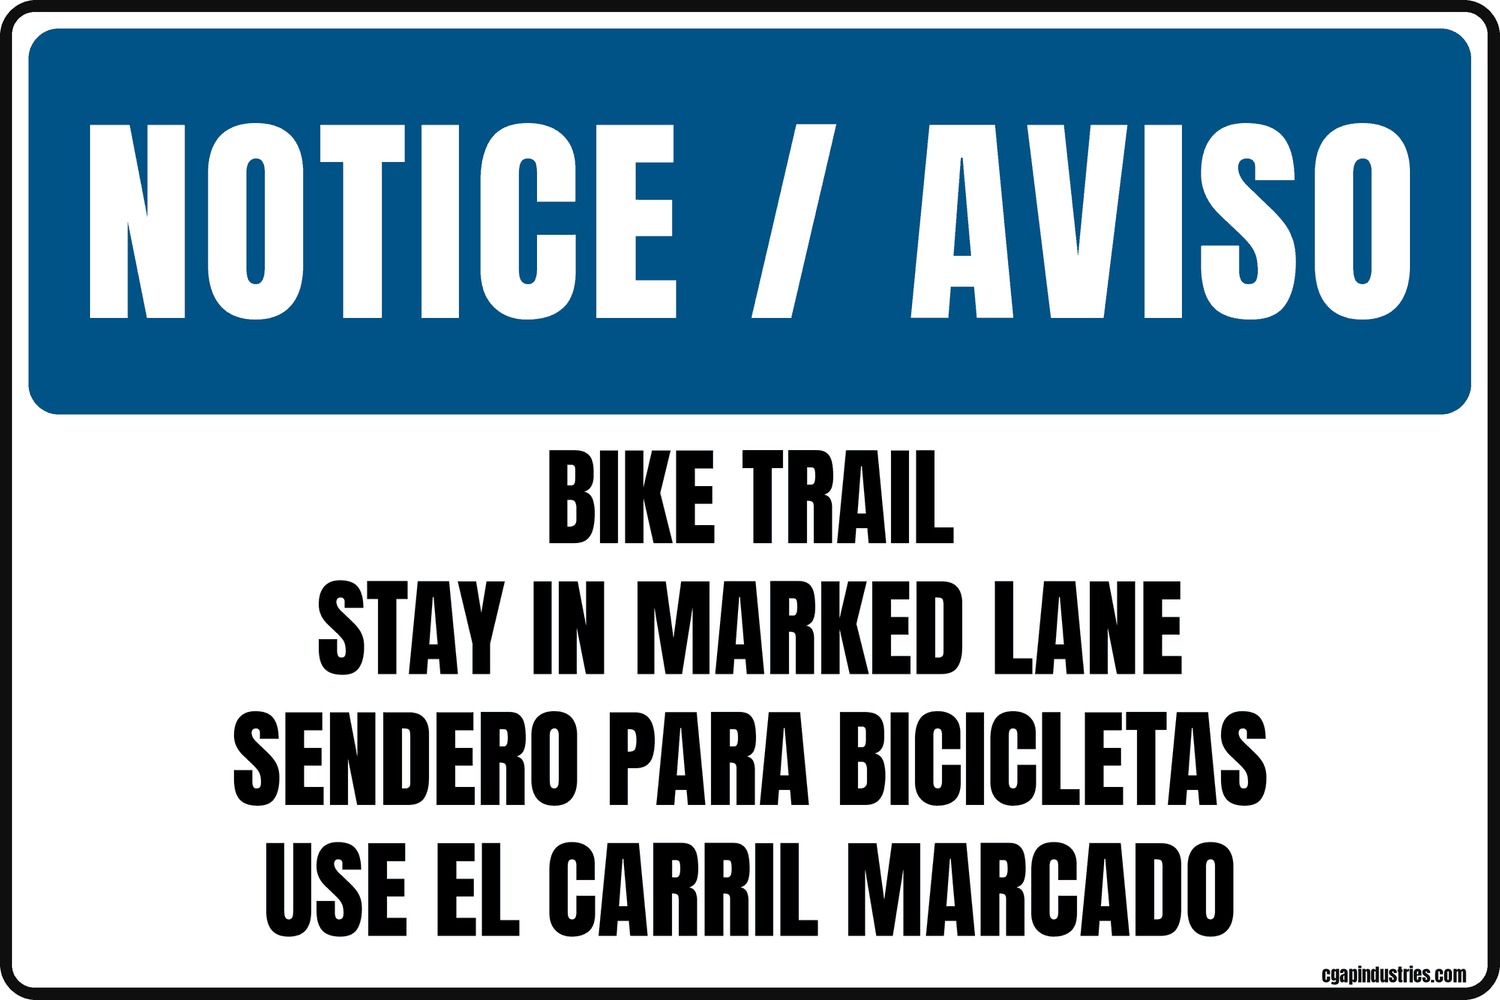 NOTICE / AVISO
BIKE TRAIL
STAY IN MARKED LANE
SENDERO PARA BICICLETAS
USE EL CARRIL MARCADO
cgapindustries.com